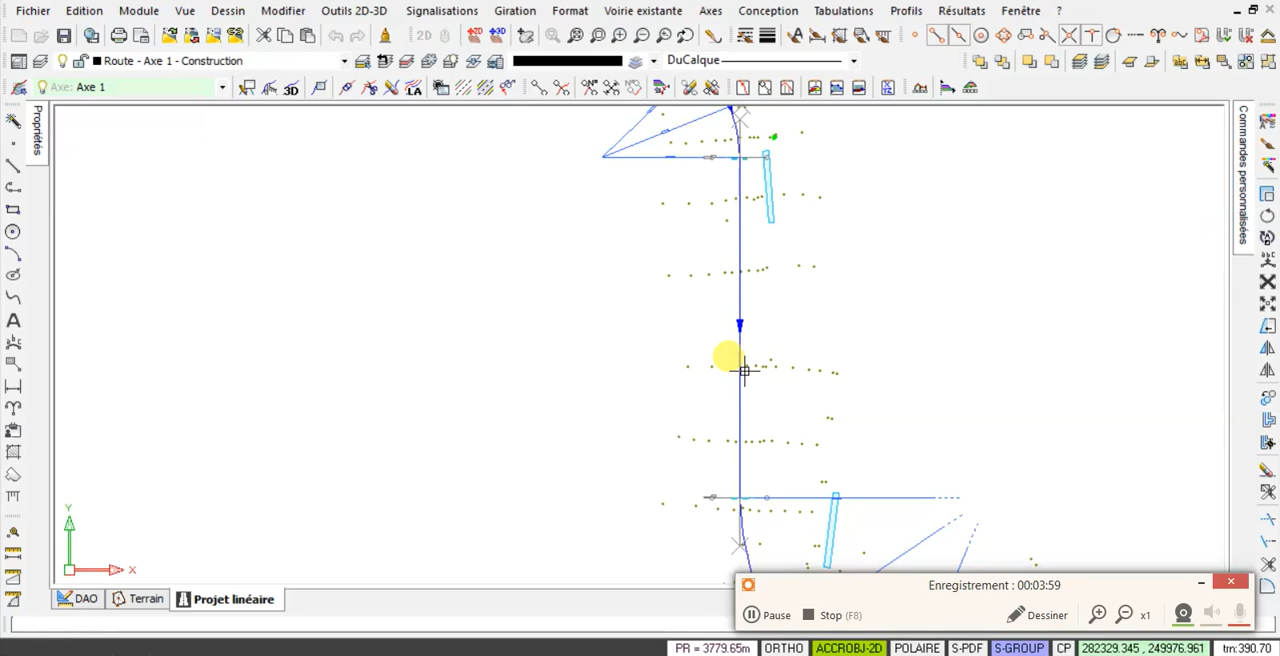 Fichier Edition Module Vue Dessin Modifier Outils 2D-3D Signalisations Giration Format Voirie existante Axes Conception Tabulations Profils Résultats Fenêtre ?
Route - Axe 1 - Construction DuCalque
Axe: Axe 1
3D LA
Propriétés
Commandes personnalisées
Y
X
DAO Terrain Projet linéaire
Enregistrement : 00:03:59
Pause Stop (F8) Dessiner x1
PR = 3779.65m ORTHO ACCROBJ-2D POLAIRE S-PDF S-GROUP CP 282329.345 , 249976.961 trn:390.70